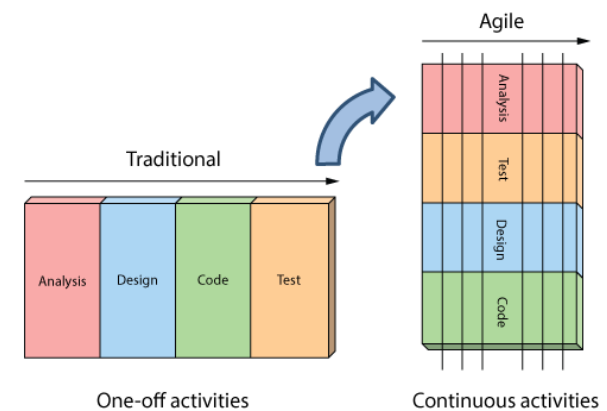 Agile
Traditional
Analysis
Test
Design
Code
Analysis
Design
Code
Test
One-off activities
Continuous activities